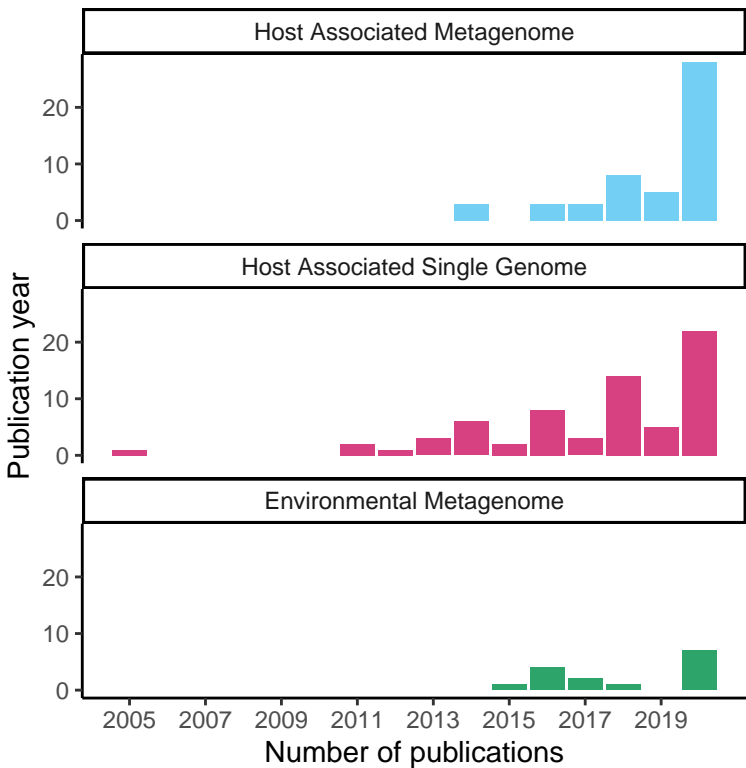 Host Associated Metagenome
20
10
0
Host Associated Single Genome
20
10
0
Environmental Metagenome
20
10
0
2005 2007 2009 2011 2013 2015 2017 2019
Number of publications
Publication year